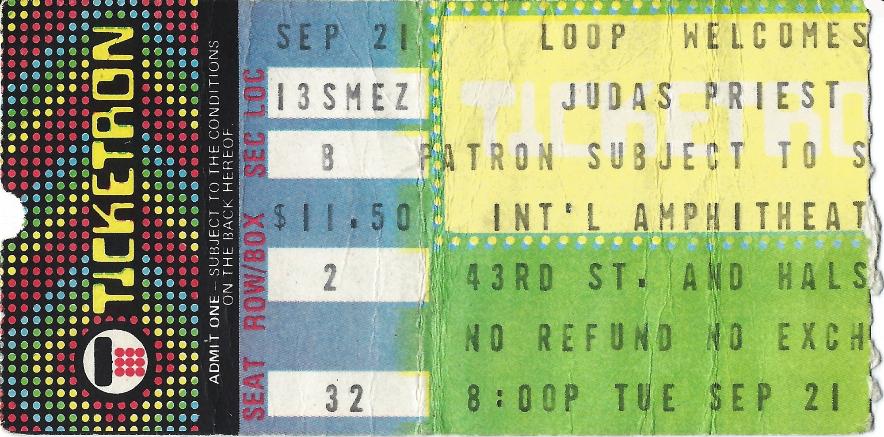 TICKETRON
ADMIT ONE – SUBJECT TO THE CONDITIONS
ON THE BACK HEREOF.
SEC LOC
ROW/BOX
SEAT
SEP 21
13SMEZ
B
$11.50
2
32
TICKETRO
LOOP WELCOMES
JUDAS PRIEST
PATRON SUBJECT TO S
INT'L AMPHITHEAT
43RD ST. AND HALS
NO REFUND NO EXCH
8:00P TUE SEP 21